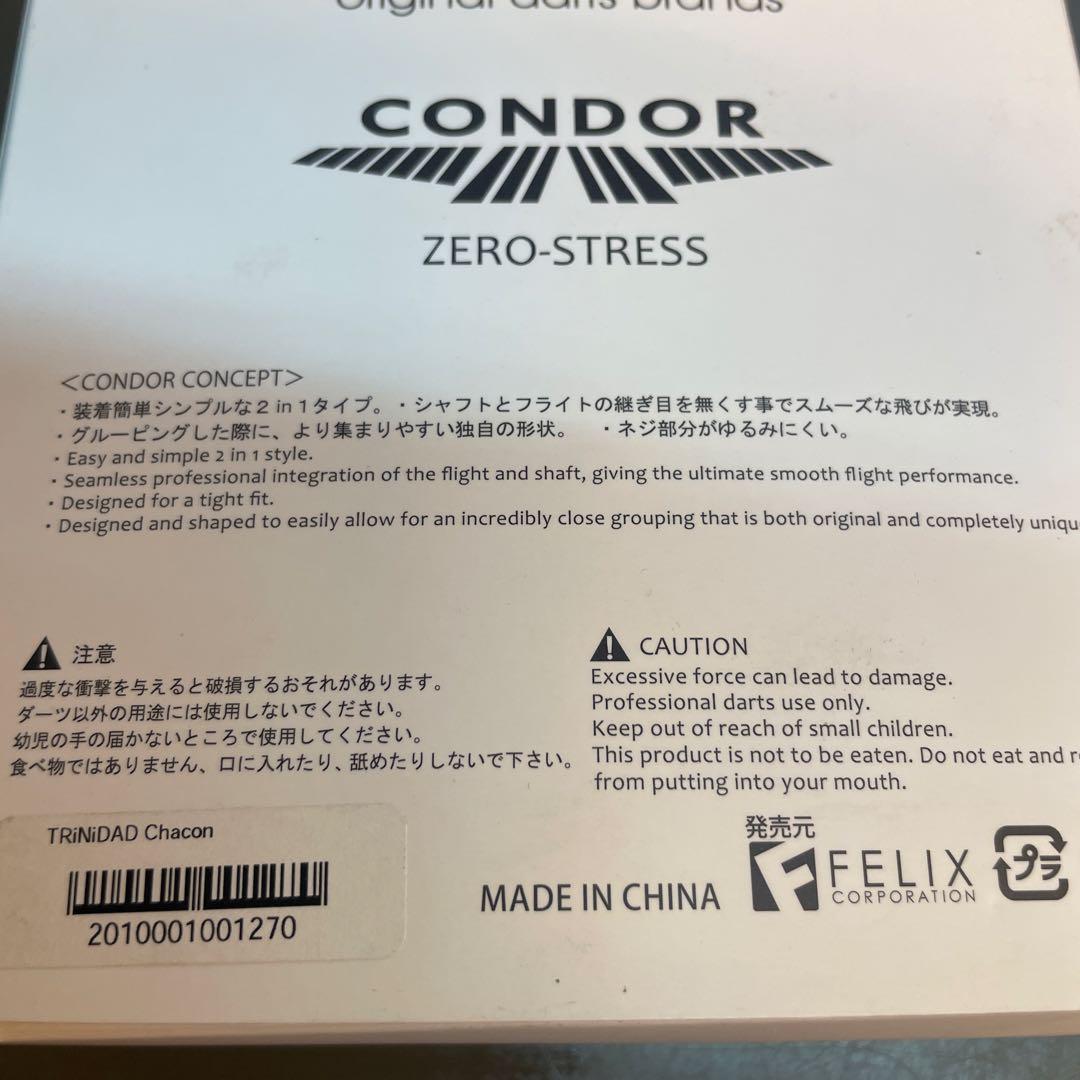 original darts brands
CONDOR
ZERO-STRESS
<CONDOR CONCEPT>
・装着簡単シンプルな2 in 1タイプ。・シャフトとフライトの継ぎ目を無くす事でスムーズな飛びが実現。
・グルーピングした際に、より集まりやすい独自の形状。 ・ネジ部分がゆるみにくい。
・Easy and simple 2 in 1 style.
・Seamless professional integration of the flight and shaft, giving the ultimate smooth flight performance.
・Designed for a tight fit.
・Designed and shaped to easily allow for an incredibly close grouping that is both original and completely uniqu
注意
過度な衝撃を与えると破損するおそれがあります。
ダーツ以外の用途には使用しないでください。
幼児の手の届かないところで使用してください。
食べ物ではありません、口に入れたり、舐めたりしないで下さい。
CAUTION
Excessive force can lead to damage.
Professional darts use only.
Keep out of reach of small children.
This product is not to be eaten. Do not eat and r
from putting into your mouth.
TRiNiDAD Chacon
2010001001270
MADE IN CHINA
発売元
FELIX
CORPORATION
プラ